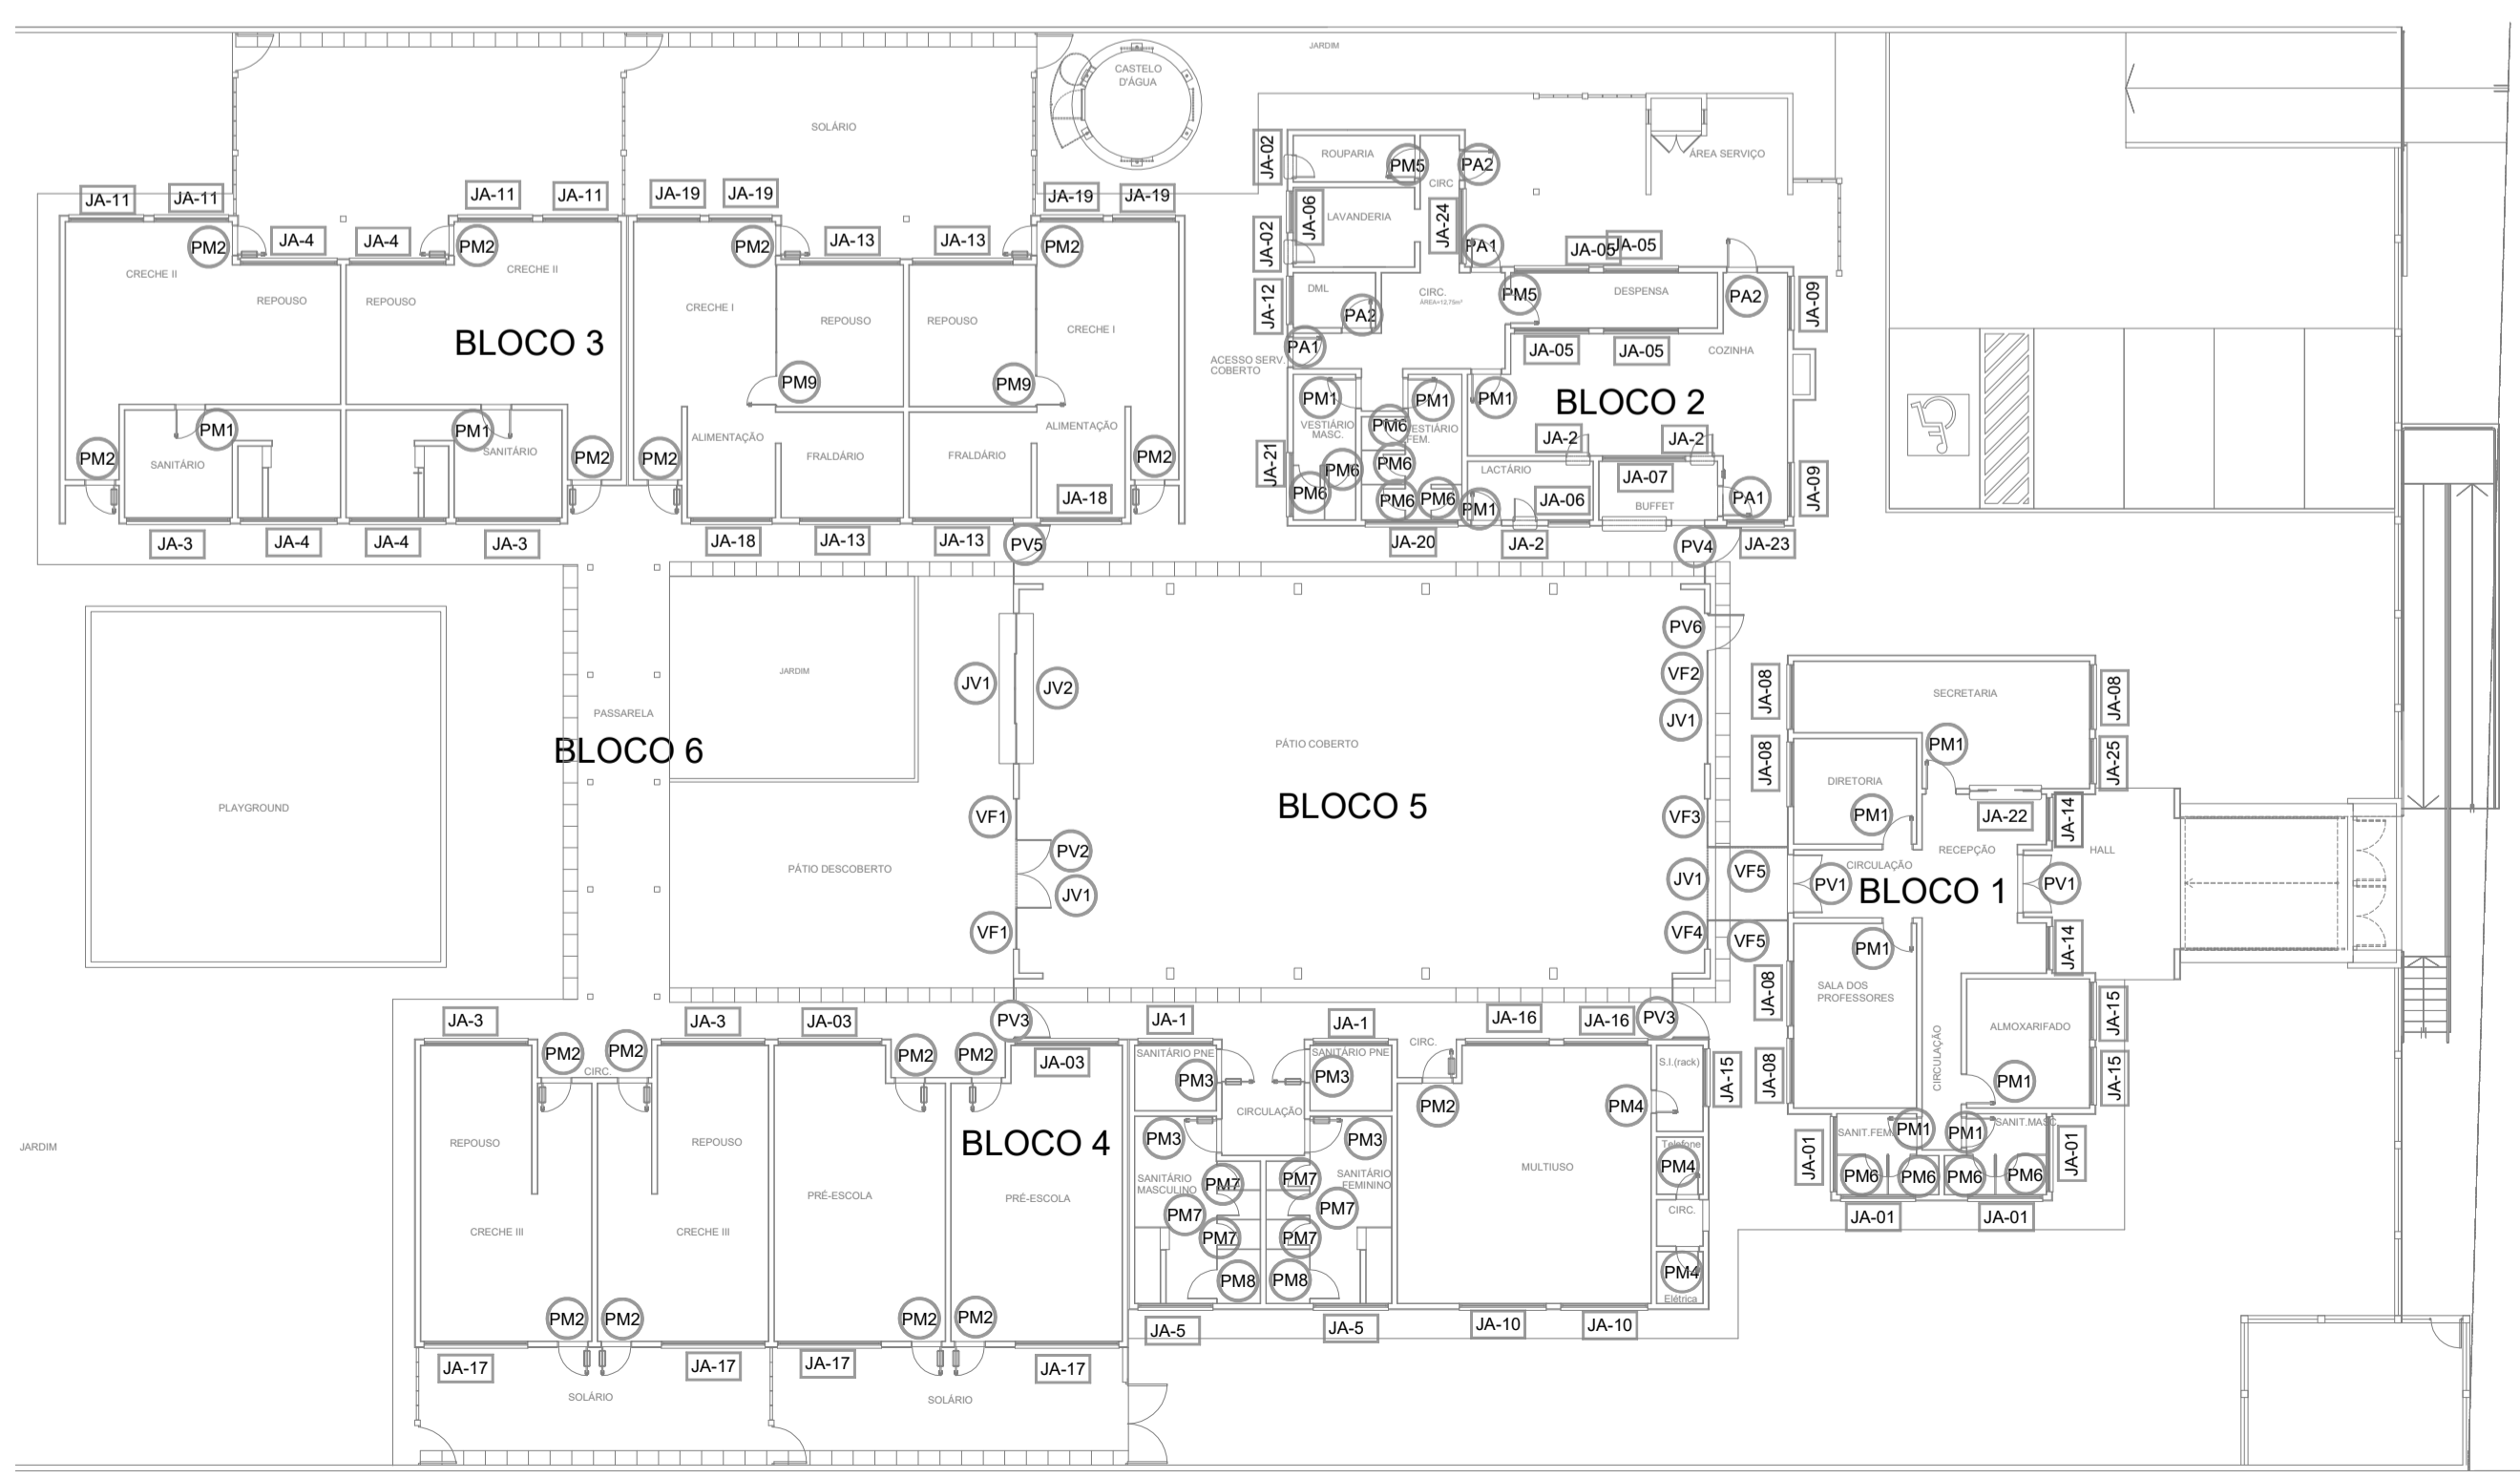 JARDIM
CASTELO
D'ÁGUA
SOLÁRIO
JA-11
JA-11
JA-11
JA-11
JA-19
JA-19
JA-19
JA-19
PM2
JA-4
JA-4
PM2
PM2
JA-13
JA-13
PM2
CRECHE II
CRECHE II
REPOUSO
REPOUSO
CRECHE I
REPOUSO
REPOUSO
CRECHE I
BLOCO 3
PM9
PM9
PM1
PM1
PM2
SANITÁRIO
SANITÁRIO
PM2
PM2
ALIMENTAÇÃO
ALIMENTAÇÃO
FRALDÁRIO
FRALDÁRIO
PM2
JA-18
JA-3
JA-4
JA-4
JA-3
JA-18
JA-13
JA-13
PV5
JA-02
ROUPARIA
PM5
PA2
ÁREA SERVIÇO
CIRC
JA-06
LAVANDERIA
JA-24
JA-02
PA1
JA-05
JA-05
JA-12
DML
PA2
CIRC.
ÁREA=12,75m²
PM5
DESPENSA
PA2
JA-09
PA1
ACESSO SERV.
COBERTO
JA-05
JA-05
COZINHA
PM1
PM1
PM1
BLOCO 2
VESTIÁRIO
MASC.
PM6
VESTIÁRIO
FEM.
JA-2
JA-2
JA-21
PM6
PM6
PM6
PM6
PM6
LACTÁRIO
PM1
JA-06
JA-07
BUFFET
PA1
JA-09
JA-20
JA-2
PV4
JA-23
JARDIM
PASSARELA
BLOCO 6
PLAYGROUND
PÁTIO DESCOBERTO
JV1
JV2
VF1
PV2
JV1
VF1
PÁTIO COBERTO
BLOCO 5
PV6
VF2
JV1
VF3
JV1
VF4
VF5
VF5
JA-08
SECRETARIA
JA-08
JA-08
PM1
JA-25
DIRETORIA
PM1
JA-22
JA-14
CIRCULAÇÃO
RECEPÇÃO
HALL
PV1
BLOCO 1
PV1
PM1
JA-14
JA-08
SALA DOS
PROFESSORES
JA-15
ALMOXARIFADO
CIRCULAÇÃO
JA-08
PM1
JA-15
SANIT.FEM.
PM1
PM1
SANIT.MASC
JA-01
PM6
PM6
PM6
PM6
JA-01
JA-01
JA-01
JARDIM
JA-3
JA-3
JA-03
PV3
JA-1
JA-1
JA-16
JA-16
PV3
PM2
PM2
CIRC.
PM2
PM2
JA-03
SANITÁRIO PNE
PM3
SANITÁRIO PNE
PM3
CIRC.
PM2
PM4
S.I.(rack)
JA-15
CIRCULAÇÃO
REPOUSO
REPOUSO
BLOCO 4
PM3
PM3
PRÉ-ESCOLA
PRÉ-ESCOLA
SANITÁRIO
MASCULINO
PM7
PM7
SANITÁRIO
FEMININO
MULTIUSO
Telefone
PM4
CRECHE III
CRECHE III
PM7
PM7
PM7
PM7
CIRC.
PM8
PM8
PM4
Elétrica
PM2
PM2
PM2
PM2
JA-17
JA-17
JA-17
JA-17
JA-5
JA-5
JA-10
JA-10
SOLÁRIO
SOLÁRIO